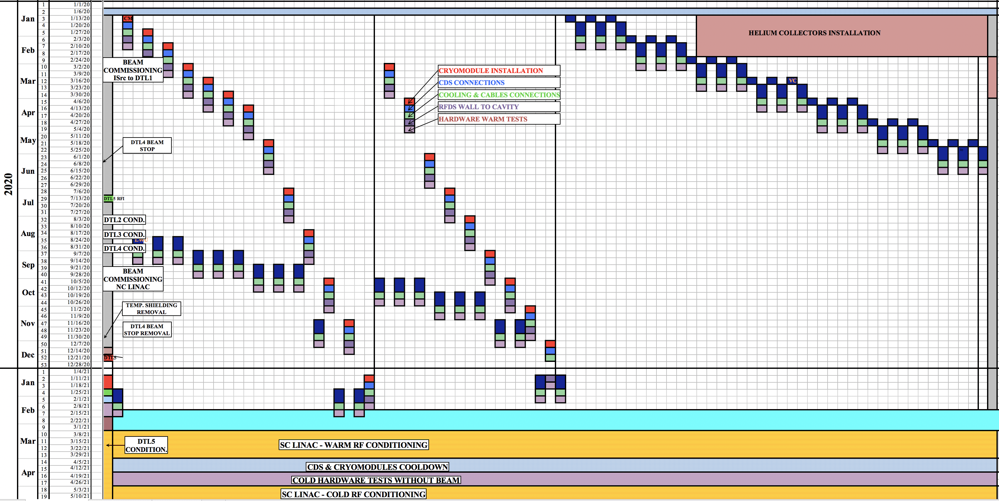 2020
Jan
Feb
Mar
Apr
May
Jun
Jul
Aug
Sep
Oct
Nov
Dec
Jan
Feb
Mar
Apr
1 1/1/20
2 1/6/20
3 1/13/20
4 1/20/20
5 1/27/20
6 2/3/20
7 2/10/20
8 2/17/20
9 2/24/20
10 3/2/20
11 3/9/20
12 3/16/20
13 3/23/20
14 3/30/20
15 4/6/20
16 4/13/20
17 4/20/20
18 4/27/20
19 5/4/20
20 5/11/20
21 5/18/20
22 5/25/20
23 6/1/20
24 6/8/20
25 6/15/20
26 6/22/20
27 6/29/20
28 7/6/20
29 7/13/20
30 7/20/20
31 7/27/20
32 8/3/20
33 8/10/20
34 8/17/20
35 8/24/20
36 8/31/20
37 9/7/20
38 9/14/20
39 9/21/20
40 9/28/20
41 10/5/20
42 10/12/20
43 10/19/20
44 10/26/20
45 11/2/20
46 11/9/20
47 11/16/20
48 11/23/20
49 11/30/20
50 12/7/20
51 12/14/20
52 12/21/20
53 12/28/20
1 1/4/21
2 1/11/21
3 1/18/21
4 1/25/21
5 2/1/21
6 2/8/21
7 2/15/21
8 2/22/21
9 3/1/21
10 3/8/21
11 3/15/21
12 3/22/21
13 3/29/21
14 4/5/21
15 4/12/21
16 4/19/21
17 4/26/21
18 5/3/21
19 5/10/21
CM
BEAM
COMMISSIONING
ISrc to DTL1
DTL4 BEAM
STOP
DTL5 RFI
DTL2 COND.
DTL3 COND.
LWU
DTL4 COND.
BEAM
COMMISSIONING
NC LINAC
TEMP. SHIELDING
REMOVAL
DTL4 BEAM
STOP REMOVAL
DTL5
CRYOMODULE INSTALLATION
CDS CONNECTIONS
COOLING & CABLES CONNECTIONS
RFDS WALL TO CAVITY
HARDWARE WARM TESTS
HELIUM COLLECTORS INSTALLATION
VC
≈
DTL5
CONDITION.
SC LINAC - WARM RF CONDITIONING
CDS & CRYOMODULES COOLDOWN
COLD HARDWARE TESTS WITHOUT BEAM
SC LINAC - COLD RF CONDITIONING